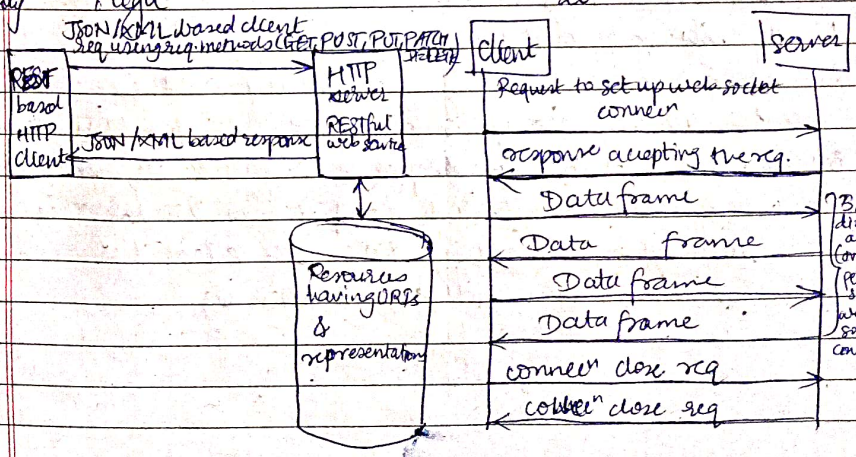 JSON/XML based client
req using req. methods (GET, POST, PUT, PATCH,
DELETE)
REST
based
HTTP
client
HTTP
server
RESTful
web service
JSON/XML based response
Resources
having URIs
&
representation
client
server
Request to set up web socket
connecn
response accepting the req.
Data frame
Data frame
Data frame
Data frame
connecn close req
connecn close req